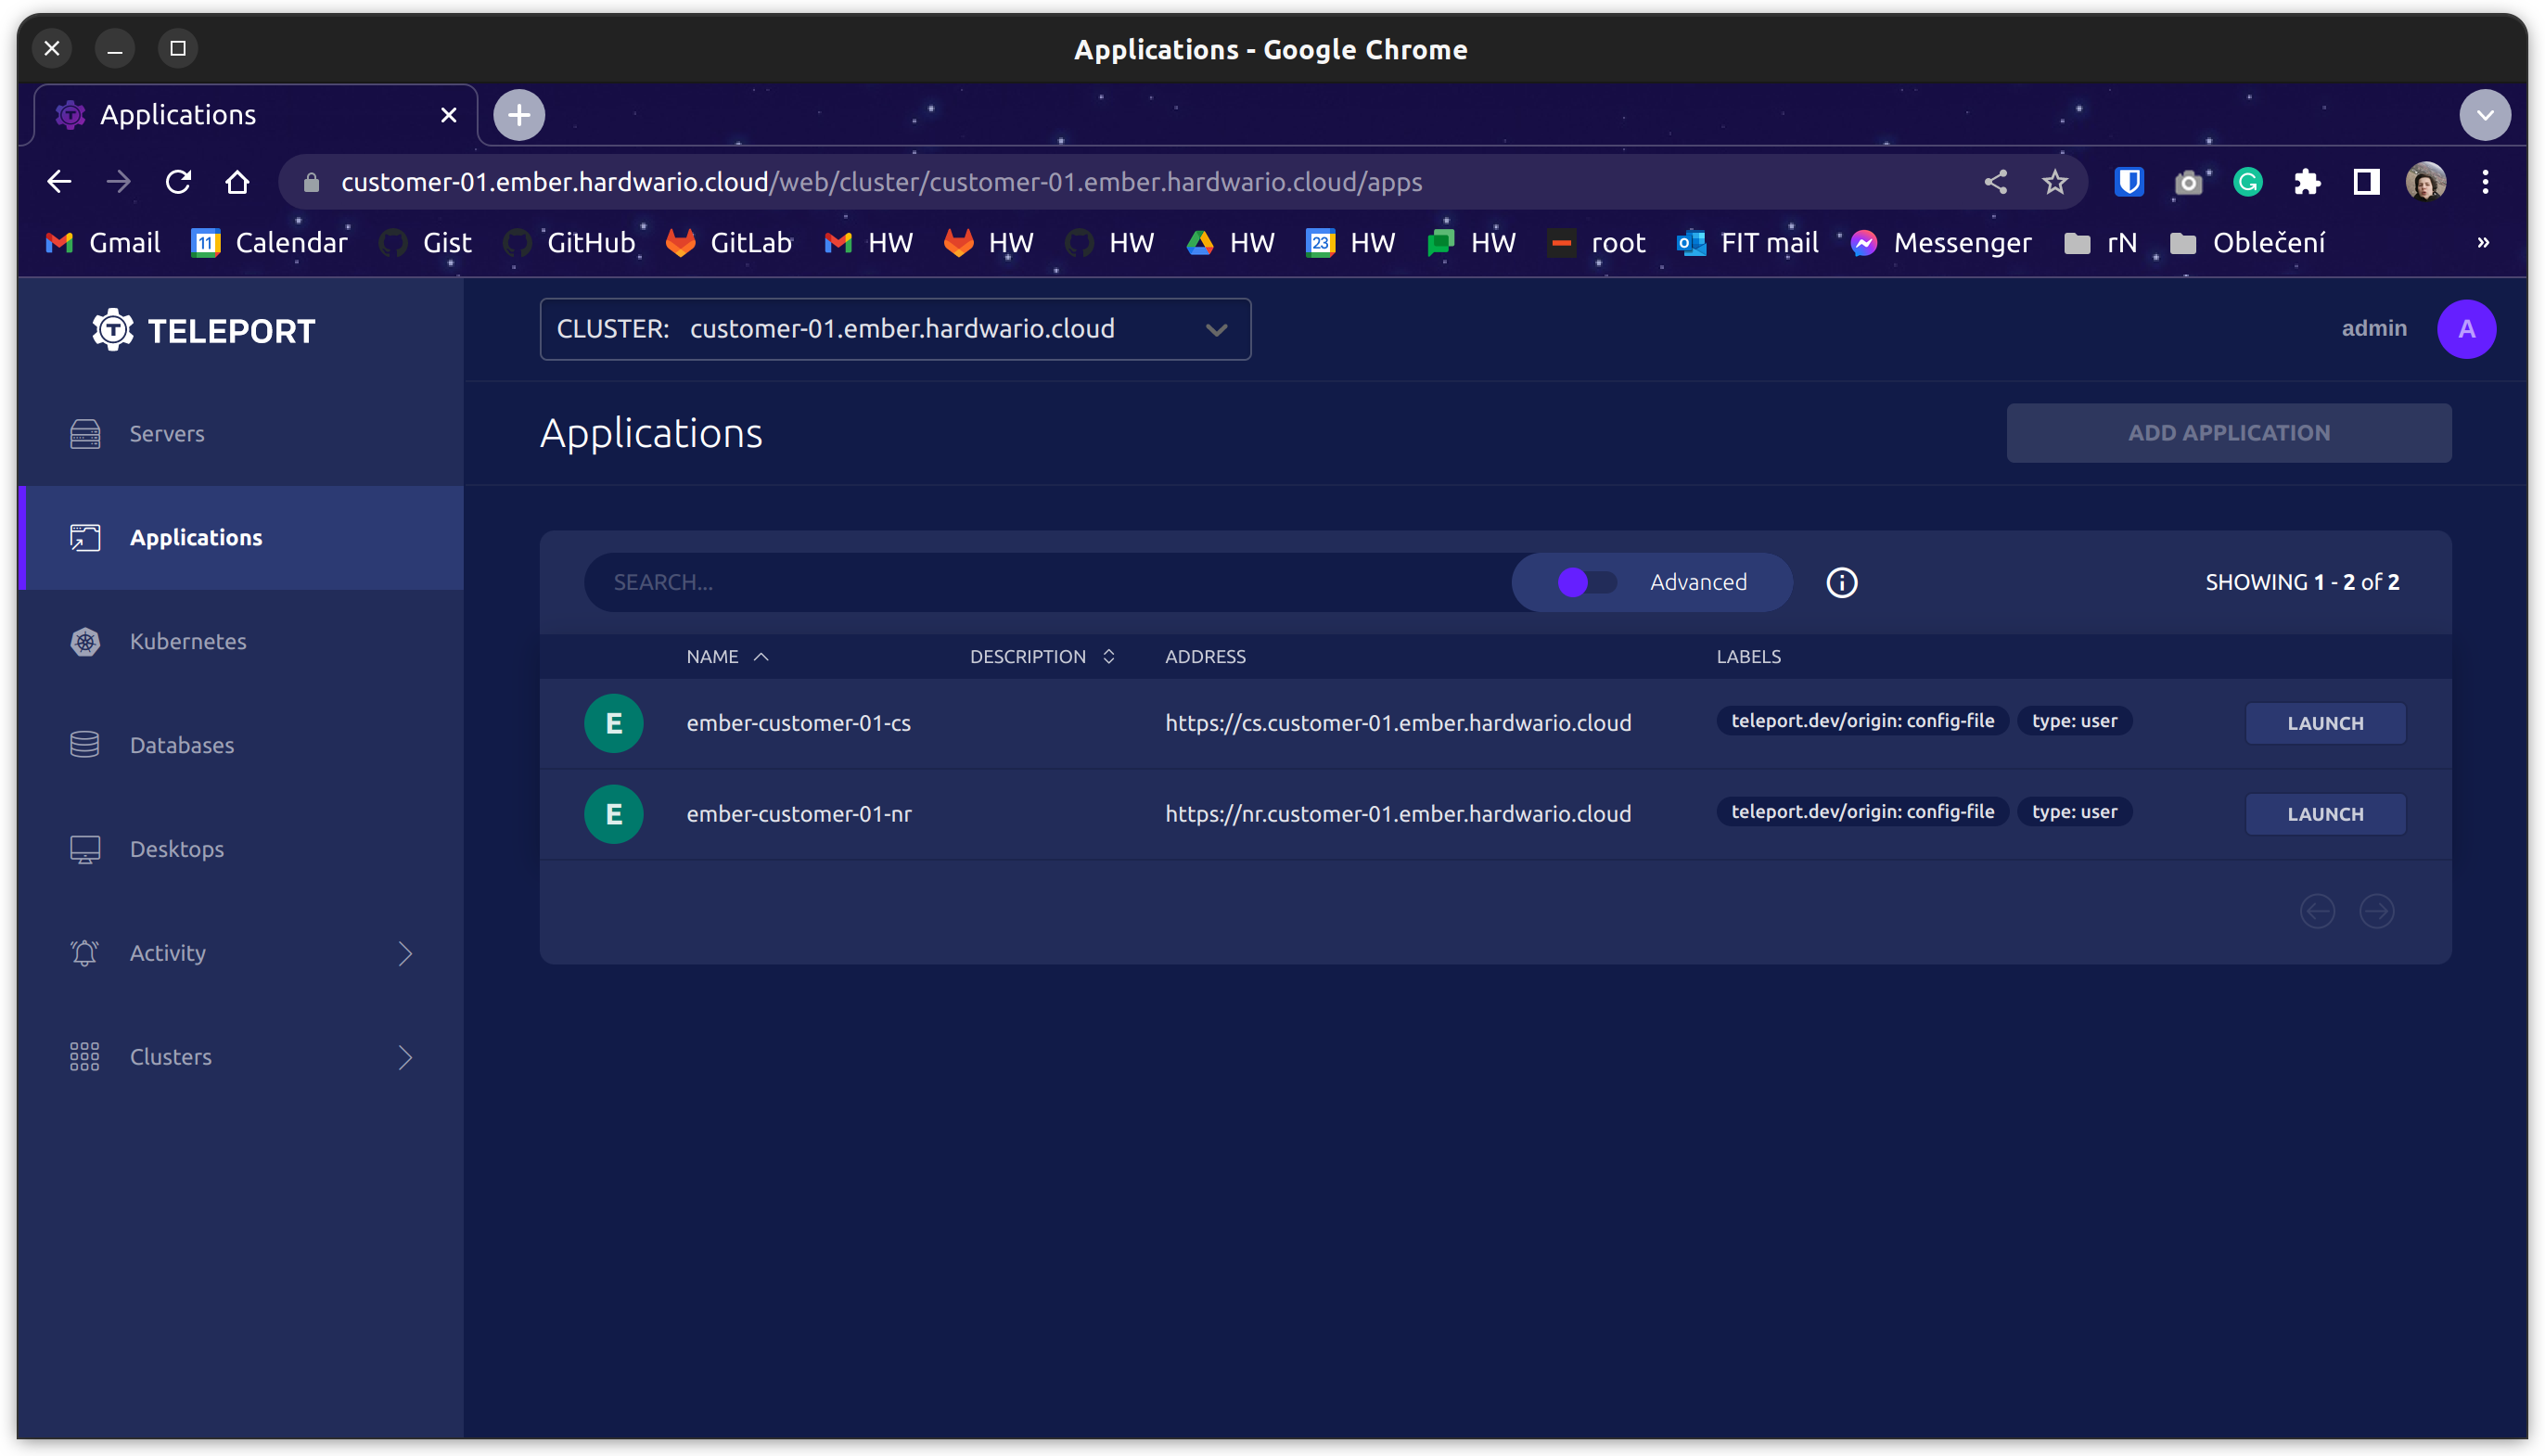 Applications - Google Chrome
Applications
customer-01.ember.hardwario.cloud/web/cluster/customer-01.ember.hardwario.cloud/apps
Gmail 11 Calendar Gist GitHub GitLab HW HW HW HW 23 HW HW root FIT mail Messenger rN Oblečení »
TELEPORT
CLUSTER: customer-01.ember.hardwario.cloud
admin A
Servers
Applications
Kubernetes
Databases
Desktops
Activity
Clusters
Applications
ADD APPLICATION
SEARCH...
Advanced
SHOWING 1 - 2 of 2
NAME DESCRIPTION ADDRESS LABELS
E ember-customer-01-cs https://cs.customer-01.ember.hardwario.cloud teleport.dev/origin: config-file type: user LAUNCH
E ember-customer-01-nr https://nr.customer-01.ember.hardwario.cloud teleport.dev/origin: config-file type: user LAUNCH